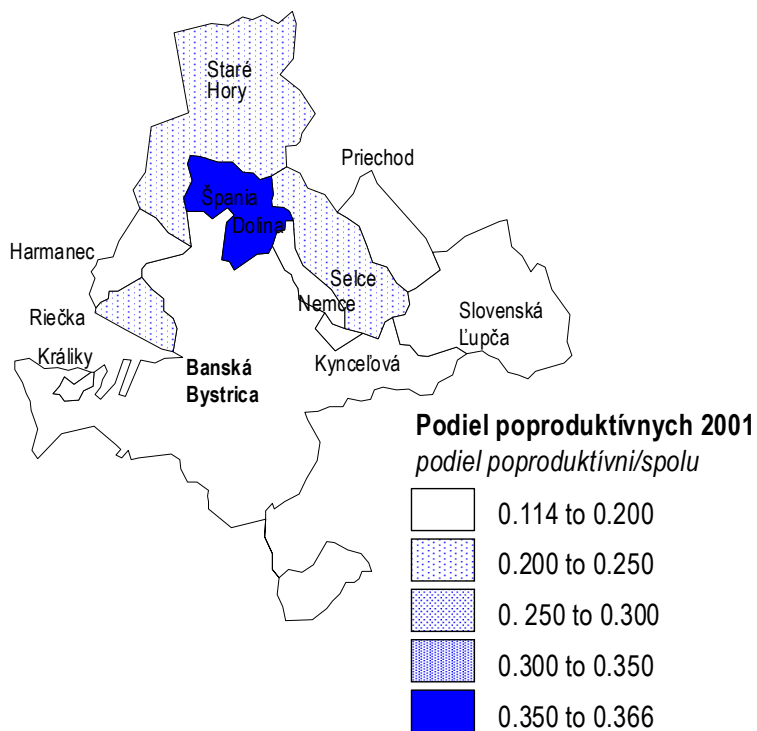 Staré
Hory
Priechod
Špania
Dolina
Harmanec
Selce
Nemce
Riečka
Slovenská
Ľupča
Králiky
Banská
Bystrica
Kynceľová
Podiel poproduktívnych 2001
podiel poproduktívni/spolu
0.114 to 0.200
0.200 to 0.250
0. 250 to 0.300
0.300 to 0.350
0.350 to 0.366